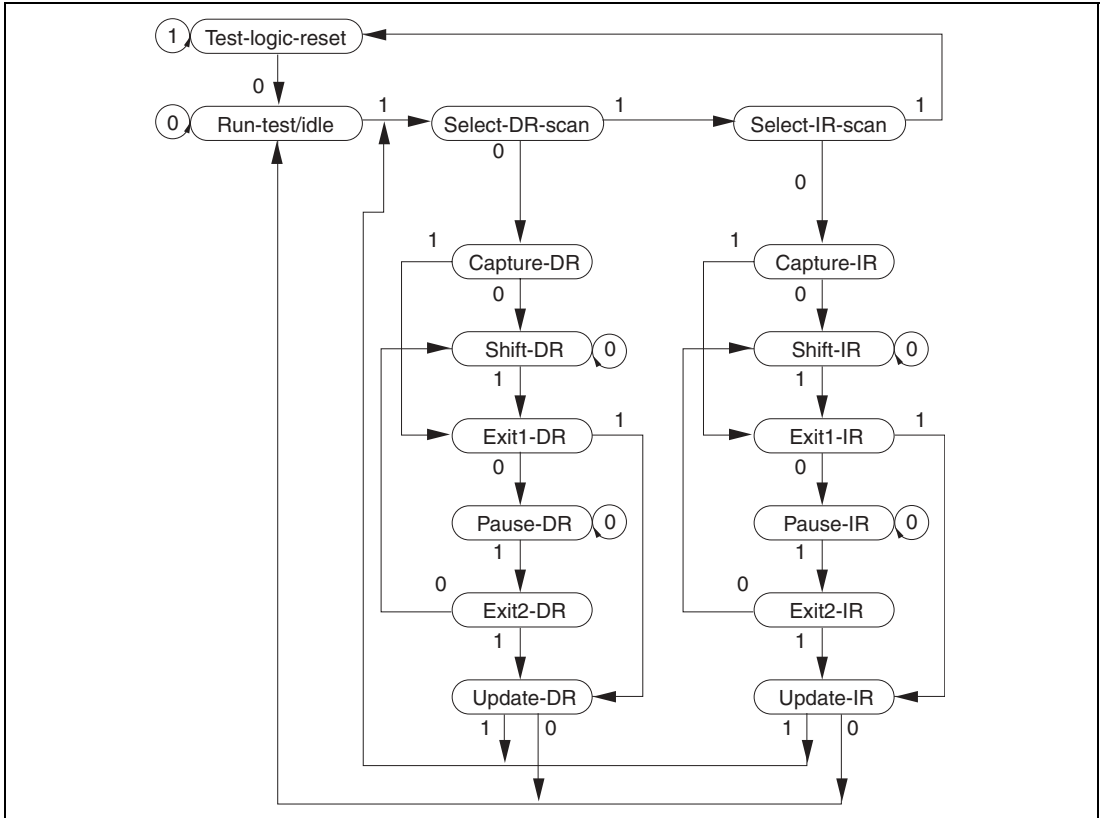 1 Test-logic-reset
0
0 Run-test/idle 1 Select-DR-scan 1 Select-IR-scan 1
0
0
1 1
Capture-DR Capture-IR
0 0
Shift-DR 0 Shift-IR 0
1 1
Exit1-DR 1 Exit1-IR 1
0 0
Pause-DR 0 Pause-IR 0
1 1
0 0
Exit2-DR Exit2-IR
1 1
Update-DR Update-IR
1 0 1 0